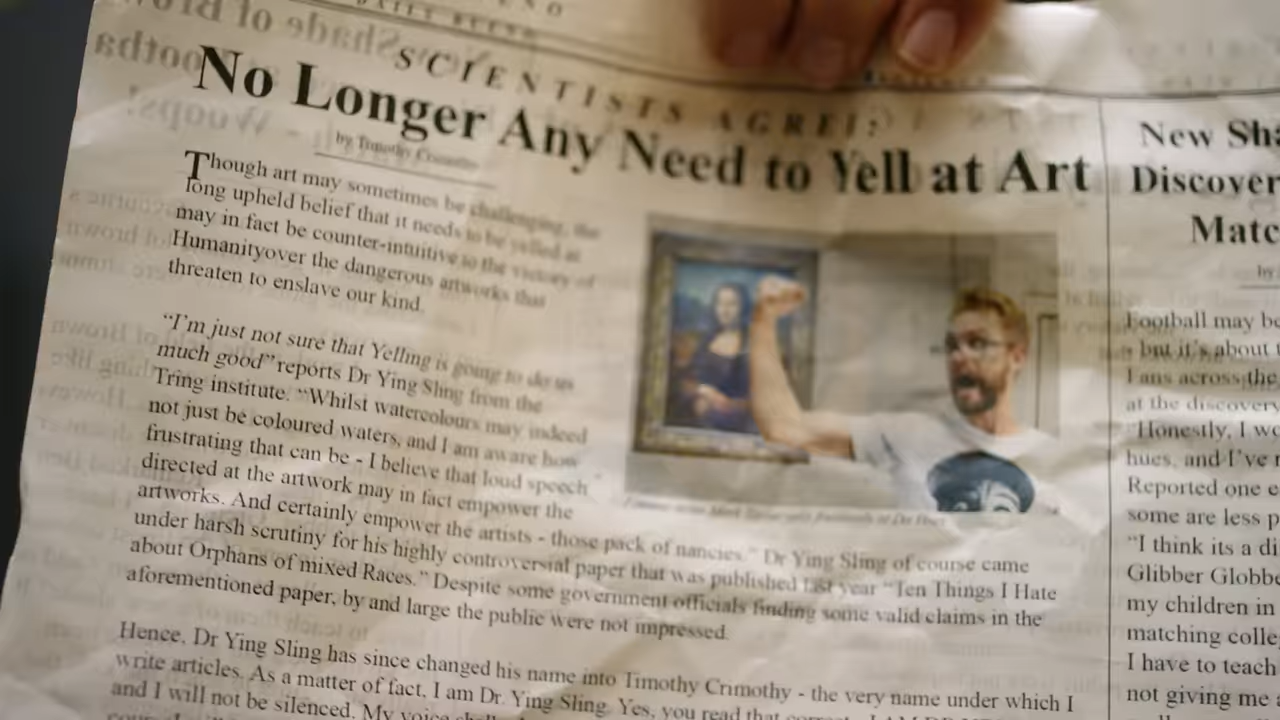 SCIENTISTS AGREE:
No Longer Any Need to Yell at Art
by Timothy Crimothy
Though art may sometimes be challenging, the
long upheld belief that it needs to be yelled at
may in fact be counter-intuitive to the victory of
Humanityover the dangerous artworks that
threaten to enslave our kind.
“I’m just not sure that Yelling is going to do us
much good” reports Dr Ying Sling from the
Tring institute. “Whilst watercolours may indeed
not just be coloured waters, and I am aware how
frustrating that can be - I believe that loud speech
directed at the artwork may in fact empower the
artworks. And certainly empower the artists - those pack of nancies.” Dr Ying Sling of course came
under harsh scrutiny for his highly controversial paper that was published last year “Ten Things I Hate
about Orphans of mixed Races.” Despite some government officials finding some valid claims in the
aforementioned paper, by and large the public were not impressed.
Hence, Dr Ying Sling has since changed his name into Timothy Crimothy - the very name under which I
write articles. As a matter of fact, I am Dr. Ying Sling. Yes, you read that
and I will not be silenced. My voice
New Sha
Discover
Matc
by
Football may be
but it’s about t
Fans across the
at the discovery
“Honestly, I wo
hues, and I’ve r
Reported one e
some are less p
“I think its a di
Glibber Globbe
my children in
matching colle
I have to teach
not giving me